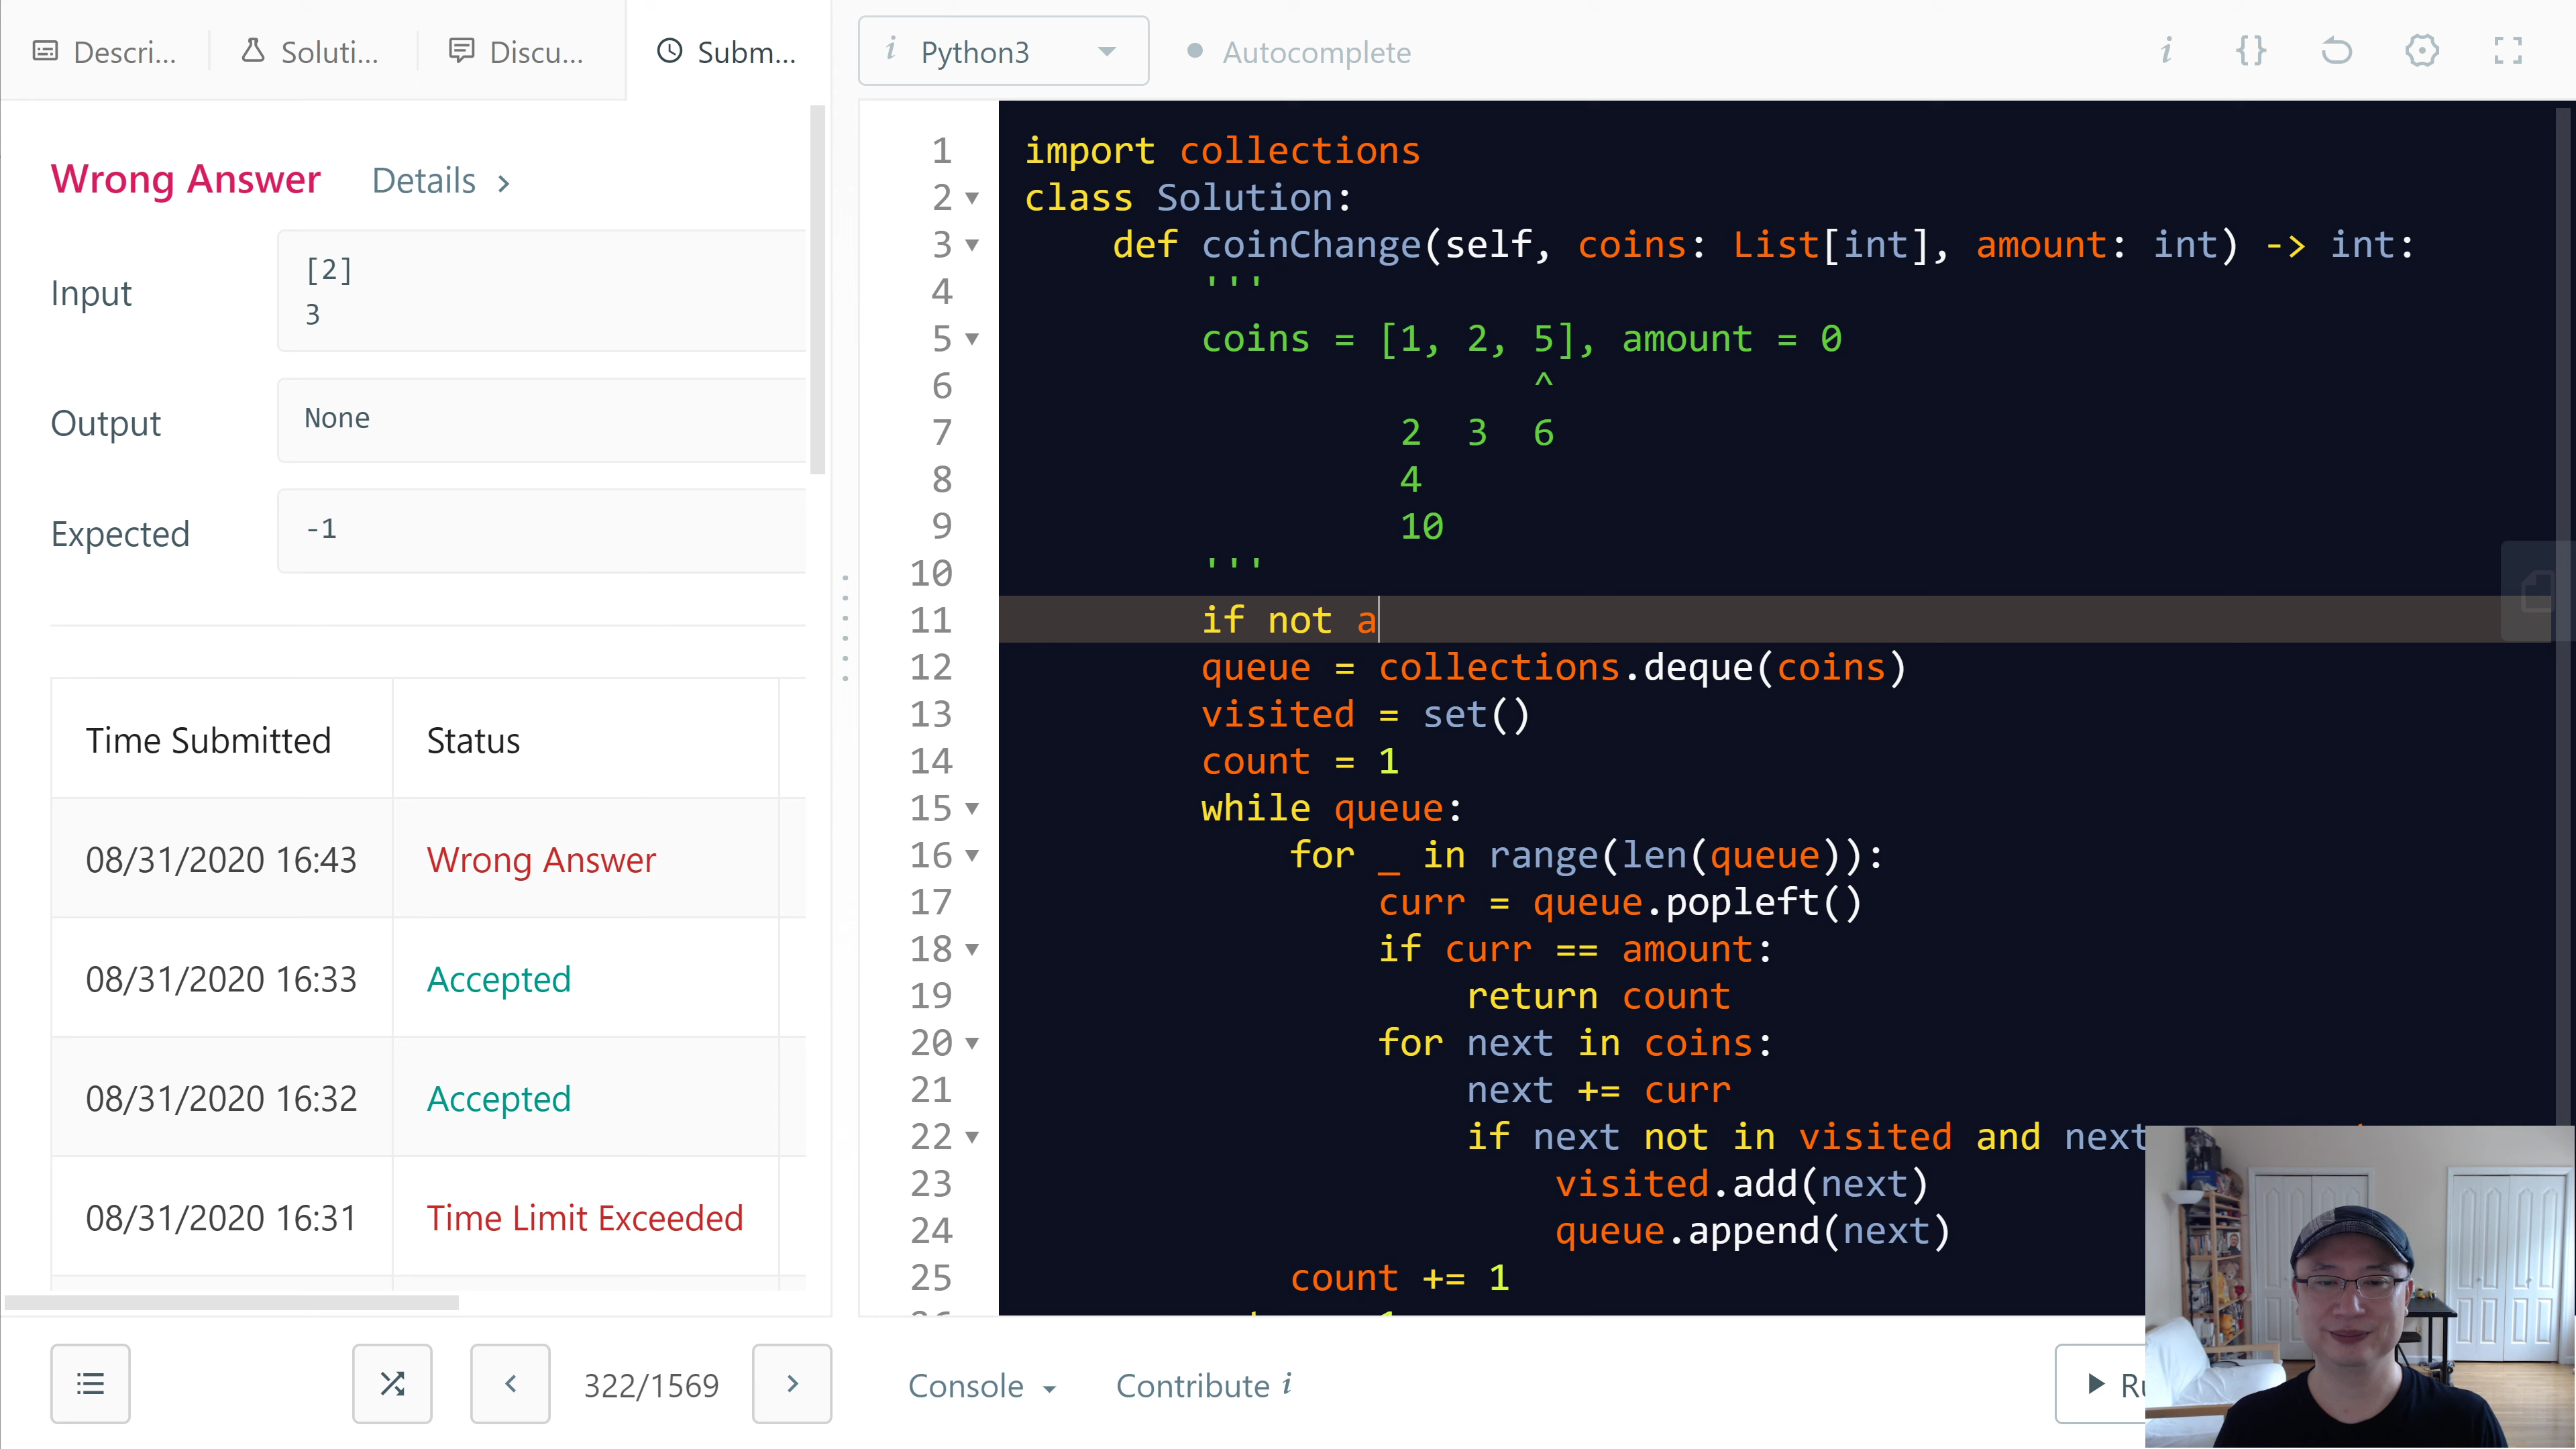 Descri...
Soluti...
Discu...
Subm...
i Python3
Autocomplete
i {}
Wrong Answer Details >
Input
[2]
3
Output
None
Expected
-1
Time Submitted Status
08/31/2020 16:43 Wrong Answer
08/31/2020 16:33 Accepted
08/31/2020 16:32 Accepted
08/31/2020 16:31 Time Limit Exceeded
322/1569
1 import collections
2 class Solution:
3 def coinChange(self, coins: List[int], amount: int) -> int:
4 '''
5 coins = [1, 2, 5], amount = 0
6 ^
7 2 3 6
8 4
9 10
10 '''
11 if not a
12 queue = collections.deque(coins)
13 visited = set()
14 count = 1
15 while queue:
16 for _ in range(len(queue)):
17 curr = queue.popleft()
18 if curr == amount:
19 return count
20 for next in coins:
21 next += curr
22 if next not in visited and next
23 visited.add(next)
24 queue.append(next)
25 count += 1
Console
Contribute i